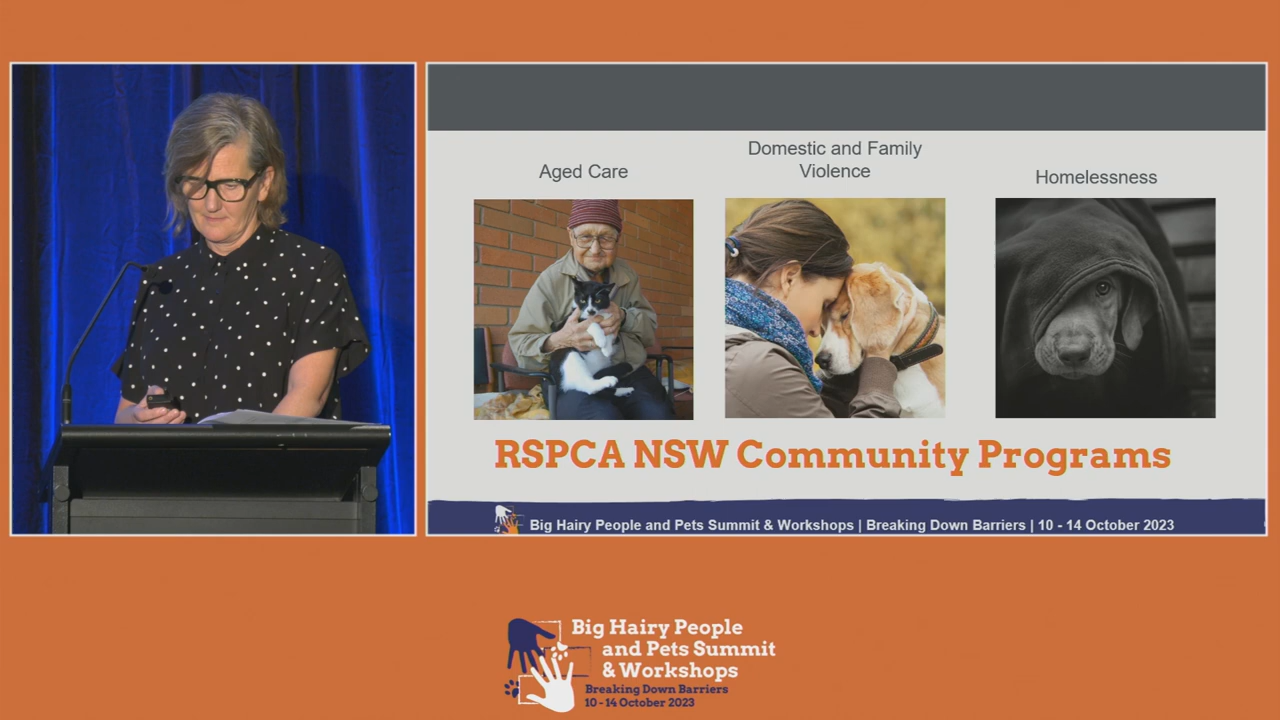 Aged Care
Domestic and Family
Violence
Homelessness
RSPCA NSW Community Programs
Big Hairy People and Pets Summit & Workshops | Breaking Down Barriers | 10 - 14 October 2023
Big Hairy People
and Pets Summit
& Workshops
Breaking Down Barriers
10 - 14 October 2023